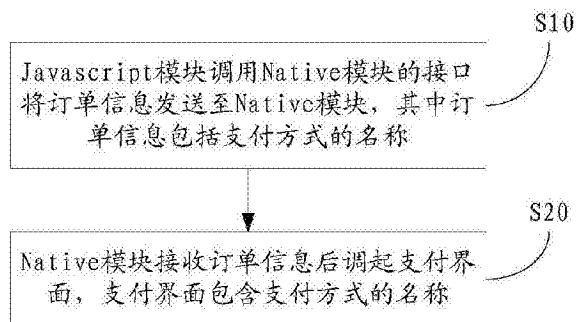 S10
Javascript模块调用Native模块的接口
将订单信息发送至Native模块，其中订
单信息包括支付方式的名称
S20
Native模块接收订单信息后调起支付界
面，支付界面包含支付方式的名称